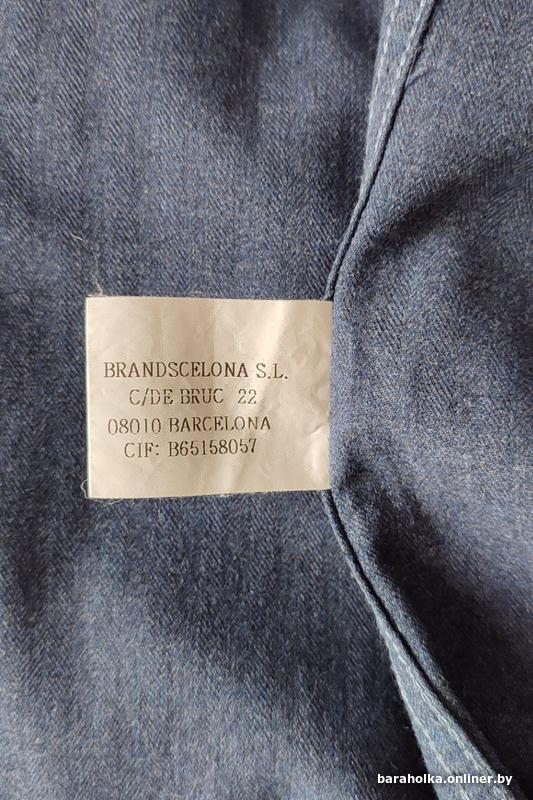 BRANDSCELONA S.L.
C/DE BRUC 22
08010 BARCELONA
CIF: B65158057
baraholka.onliner.by